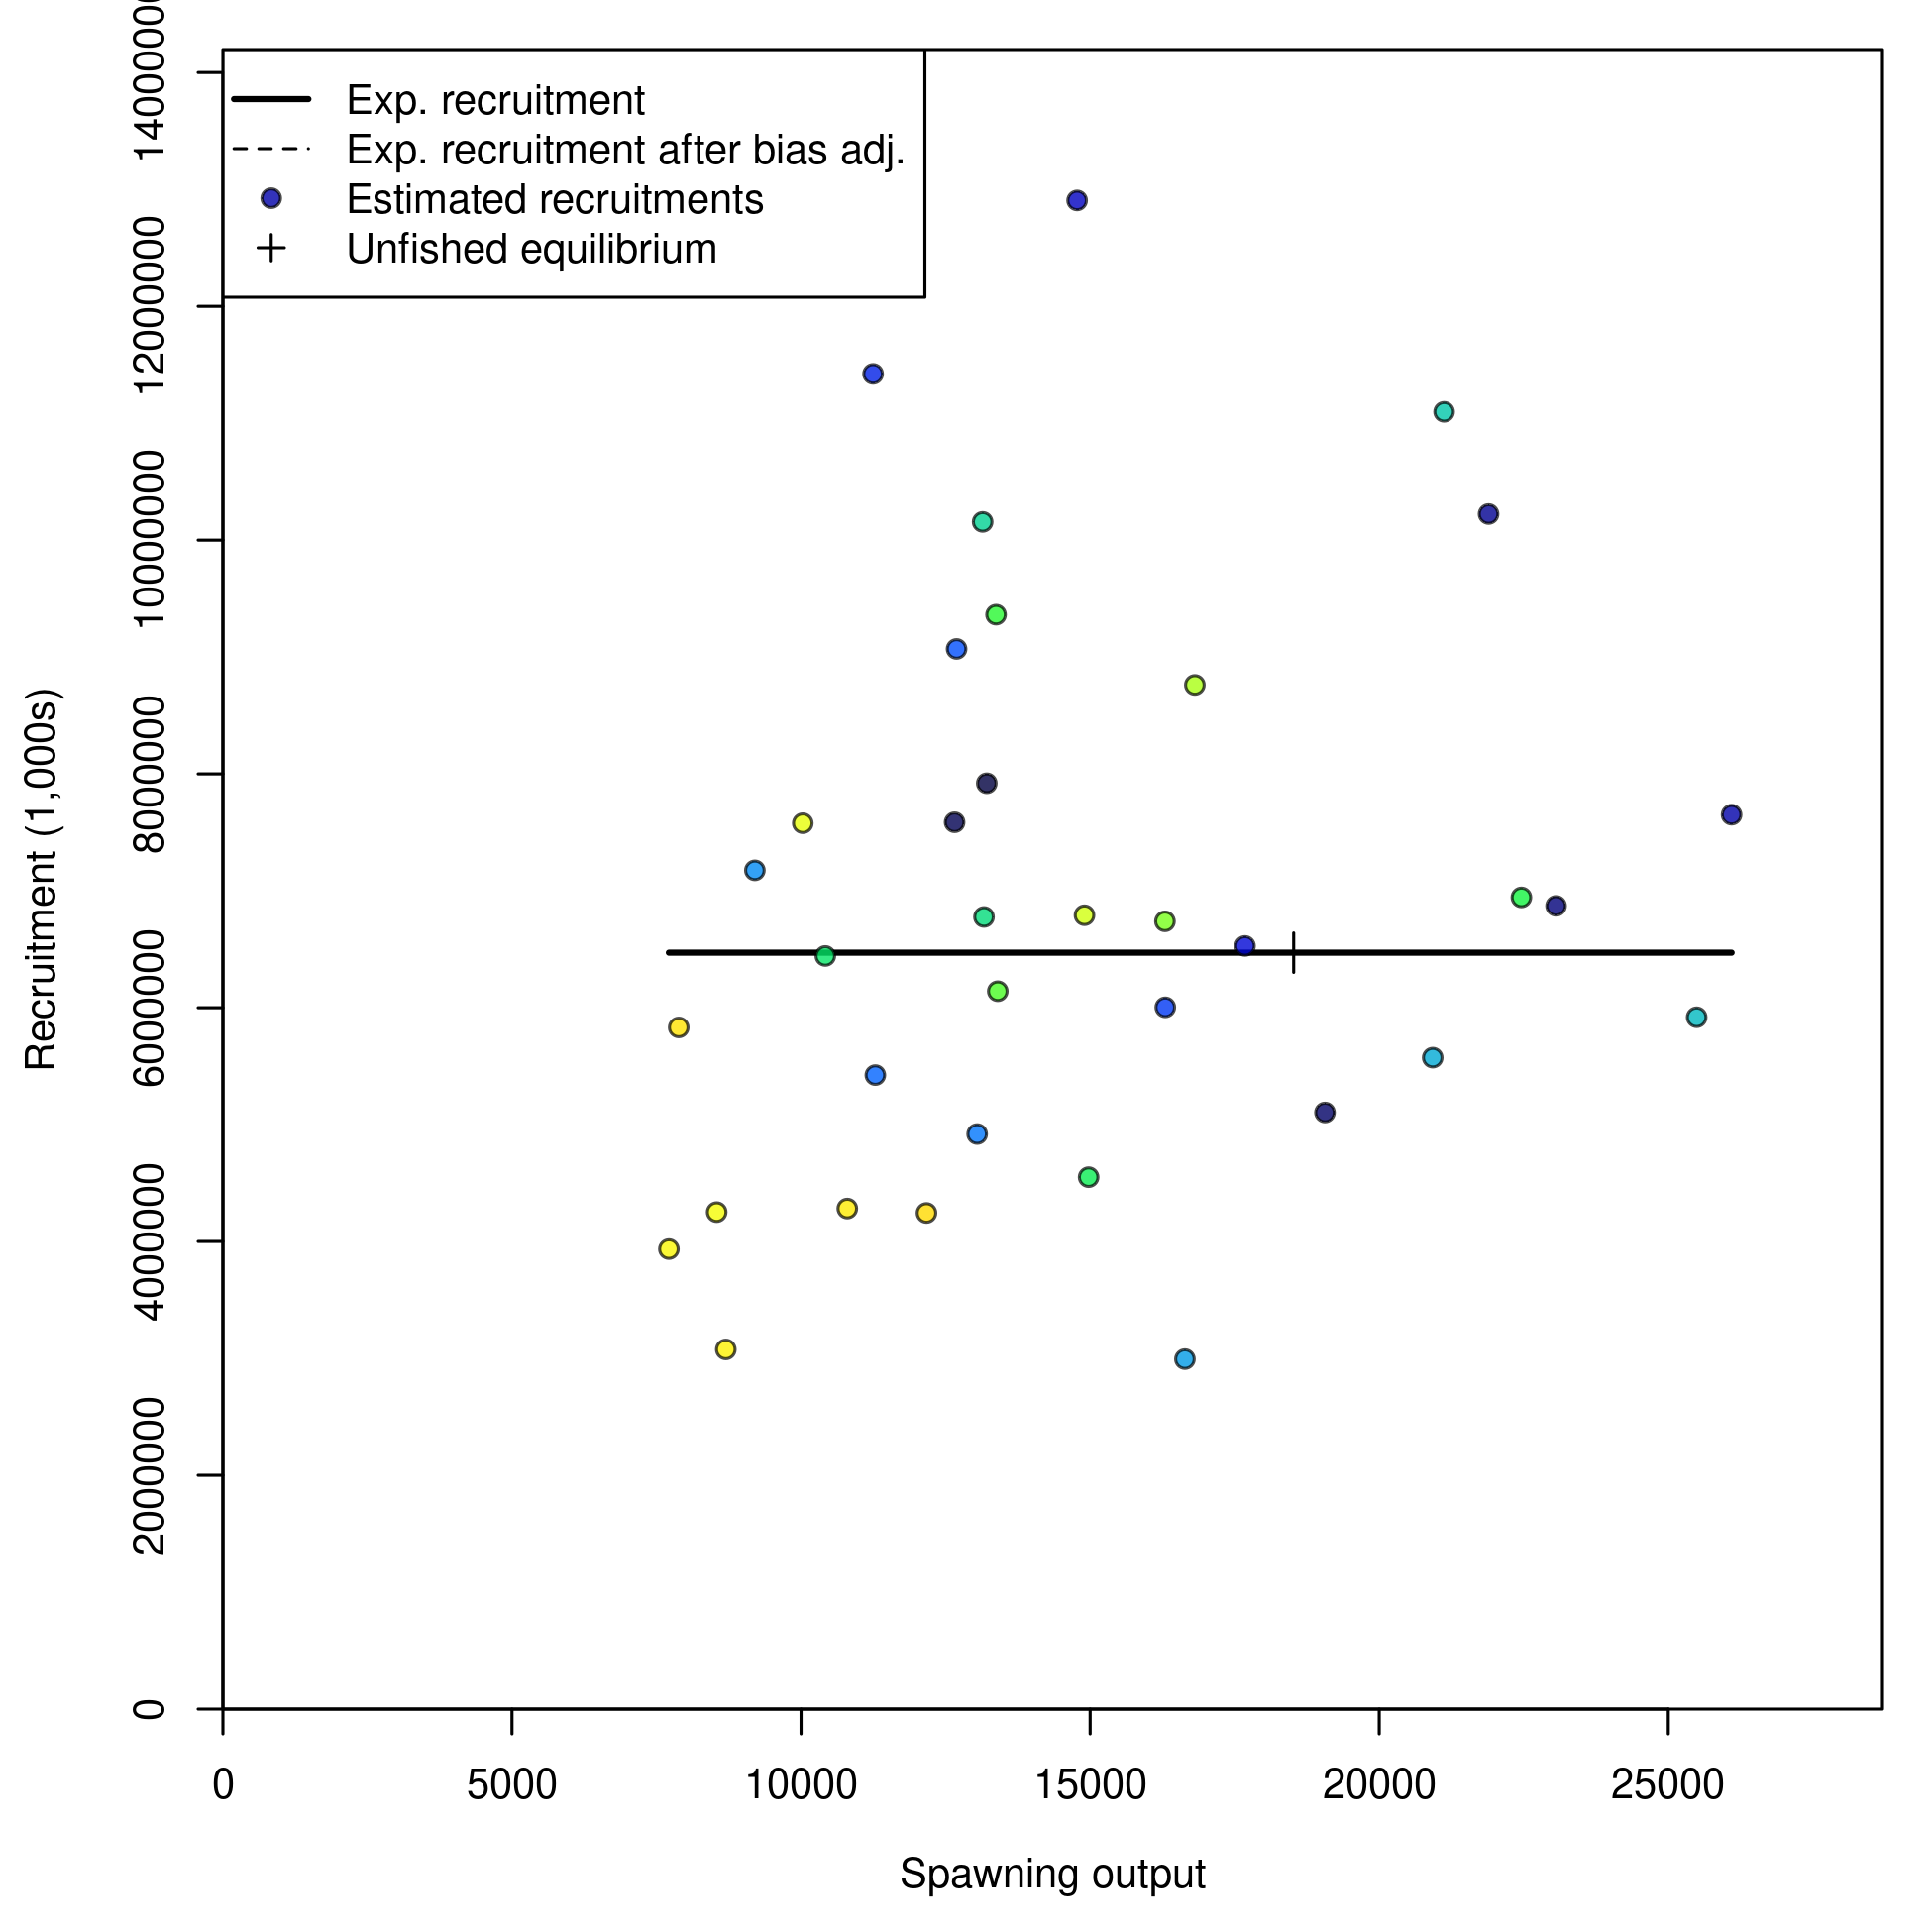 Exp. recruitment
Exp. recruitment after bias adj.
Estimated recruitments
Unfished equilibrium
14000000
12000000
10000000
8000000
6000000
4000000
2000000
0
Recruitment (1,000s)
0 5000 10000 15000 20000 25000
Spawning output